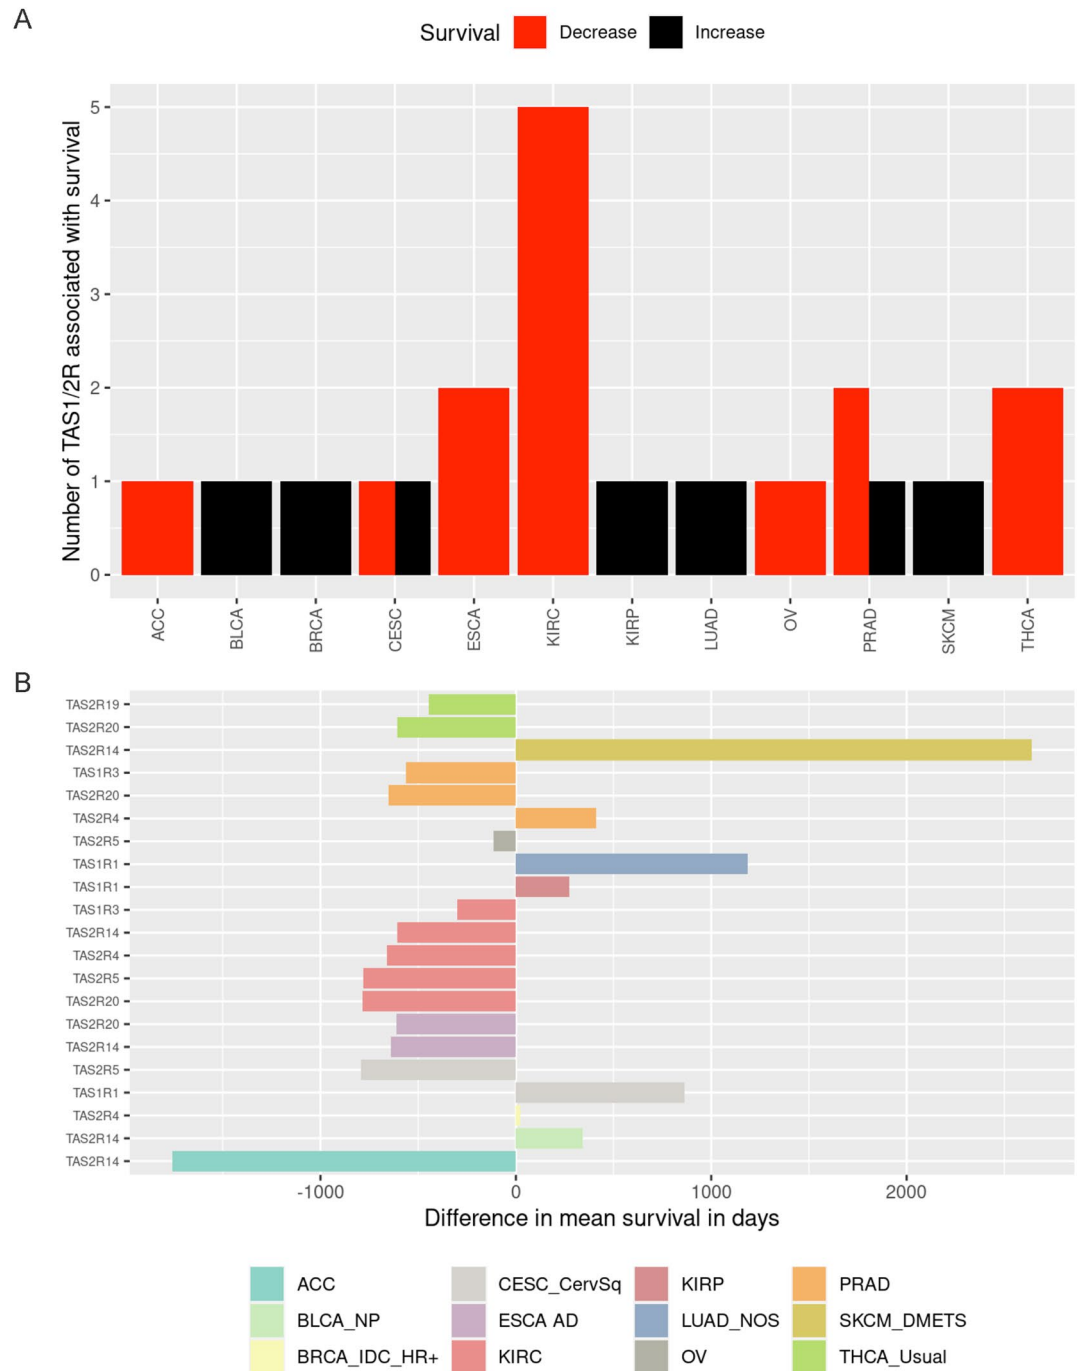 A
Survival Decrease Increase
Number of TAS1/2R associated with survival
5
4
3
2
1
0
ACC BLCA BRCA CESC ESCA KIRC KIRP LUAD OV PRAD SKCM THCA
B
TAS2R19
TAS2R20
TAS2R14
TAS1R3
TAS2R20
TAS2R4
TAS2R5
TAS1R1
TAS1R1
TAS1R3
TAS2R14
TAS2R4
TAS2R5
TAS2R20
TAS2R20
TAS2R14
TAS2R5
TAS1R1
TAS2R4
TAS2R14
TAS2R14
-1000 0 1000 2000
Difference in mean survival in days
ACC CESC_CervSq KIRP PRAD
BLCA_NP ESCA AD LUAD_NOS SKCM_DMETS
BRCA_IDC_HR+ KIRC OV THCA_Usual